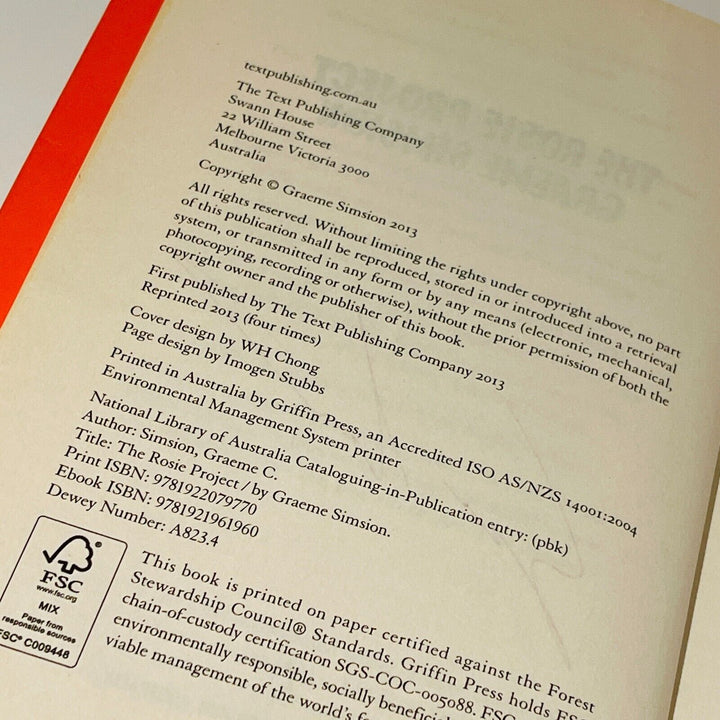 textpublishing.com.au
The Text Publishing Company
Swann House
22 William Street
Melbourne Victoria 3000
Australia
Copyright © Graeme Simsion 2013
All rights reserved. Without limiting the rights under copyright above, no part
of this publication shall be reproduced, stored in or introduced into a retrieval
system, or transmitted in any form or by any means (electronic, mechanical,
photocopying, recording or otherwise), without the prior permission of both the
copyright owner and the publisher of this book.
First published by The Text Publishing Company 2013
Reprinted 2013 (four times)
Cover design by WH Chong
Page design by Imogen Stubbs
Printed in Australia by Griffin Press, an Accredited ISO AS/NZS 14001:2004
Environmental Management System printer
National Library of Australia Cataloguing-in-Publication entry: (pbk)
Author: Simsion, Graeme C.
Title: The Rosie Project / by Graeme Simsion.
Print ISBN: 9781922079770
Ebook ISBN: 9781921961960
Dewey Number: A823.4
FSC
www.fsc.org
MIX
Paper from
responsible sources
FSC® C009448
This book is printed on paper certified against the Forest
Stewardship Council® Standards. Griffin Press holds FSC
chain-of-custody certification SGS-COC-005088. FSC
environmentally responsible, socially
viable management of the world's